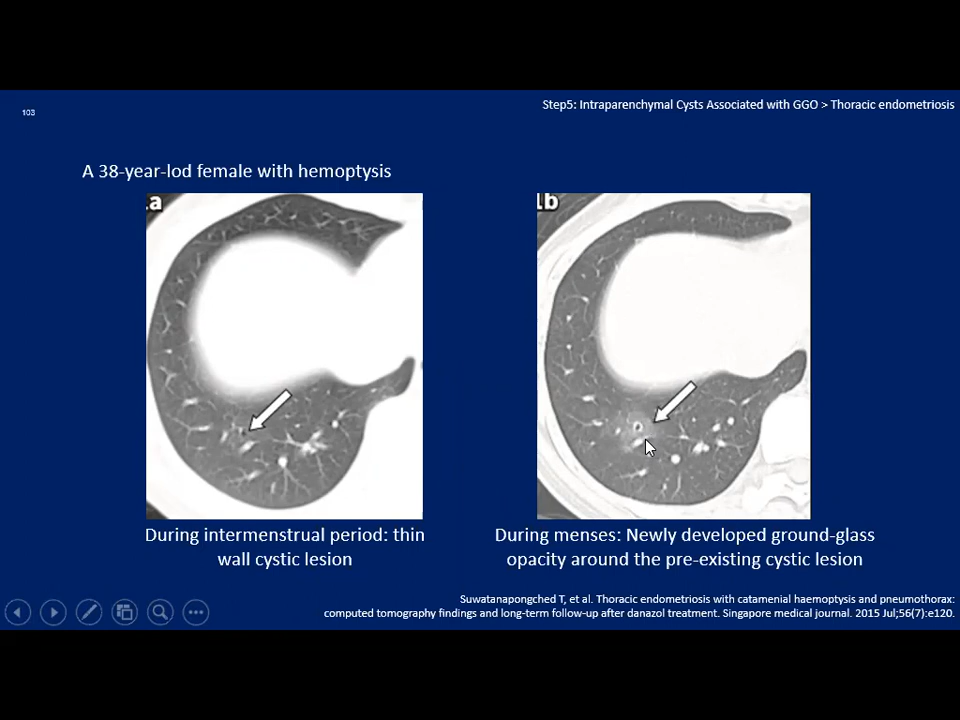 103
Step5: Intraparenchymal Cysts Associated with GGO > Thoracic endometriosis
A 38-year-lod female with hemoptysis
.a
1b
During intermenstrual period: thin
wall cystic lesion
During menses: Newly developed ground-glass
opacity around the pre-existing cystic lesion
Suwatanapongched T, et al. Thoracic endometriosis with catamenial haemoptysis and pneumothorax:
computed tomography findings and long-term follow-up after danazol treatment. Singapore medical journal. 2015 Jul;56(7):e120.